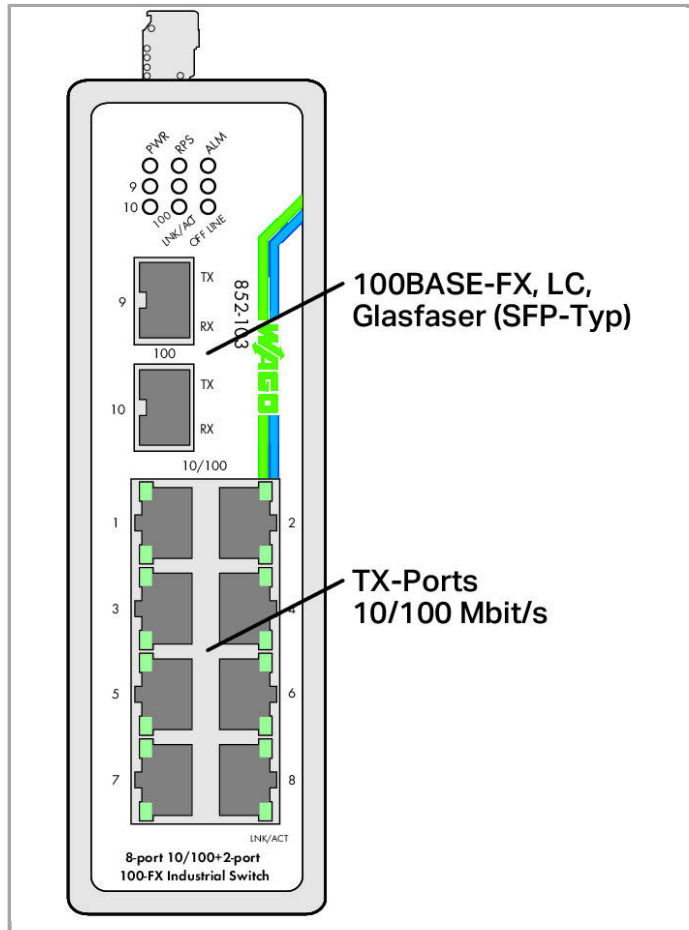 PWR RPS ALM
9
10
100 LNK/ACT OFF LINE
9
TX
RX
852-103
WAGO
100BASE-FX, LC,
Glasfaser (SFP-Typ)
100
10
TX
RX
10/100
1 2
3 4
TX-Ports
10/100 Mbit/s
5 6
7 8
LNK/ACT
8-port 10/100+2-port
100-FX Industrial Switch